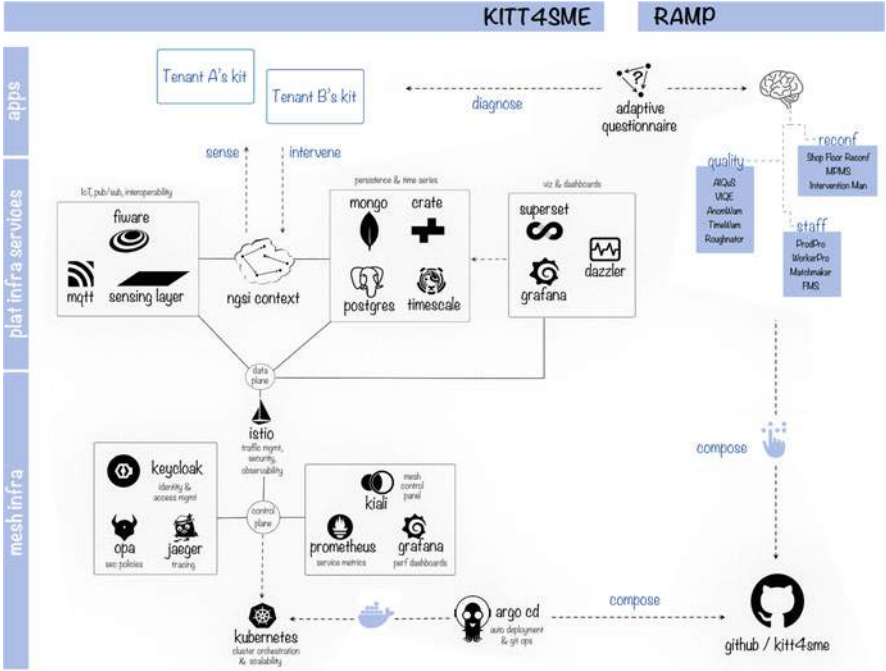 KITT4SME
RAMP
apps
Tenant A's kit
Tenant B's kit
diagnose
?
adaptive
questionnaire
sense
intervene
reconf
Shop Floor Reconf
MPMS
Intervention Man
quality
AIQuS
VIQE
AnomWam
TimeWam
Roughnator
staff
ProdPro
WorkerPro
Matchmaker
FMS
plat infra services
IoT, pub/sub, interoperability
fiware
mqtt
sensing layer
ngsi context
persistence & time series
mongo
crate
postgres
timescale
viz & dashboards
superset
grafana
dazzler
data
plane
mesh infra
istio
traffic mgmt,
security,
observability
keycloak
identity &
access mgmt
opa
sec policies
jaeger
tracing
control
plane
kiali
mesh
control
panel
prometheus
service metrics
grafana
perf dashboards
compose
kubernetes
cluster orchestration
& scalability
argo cd
auto deployment
& git ops
compose
github / kitt4sme